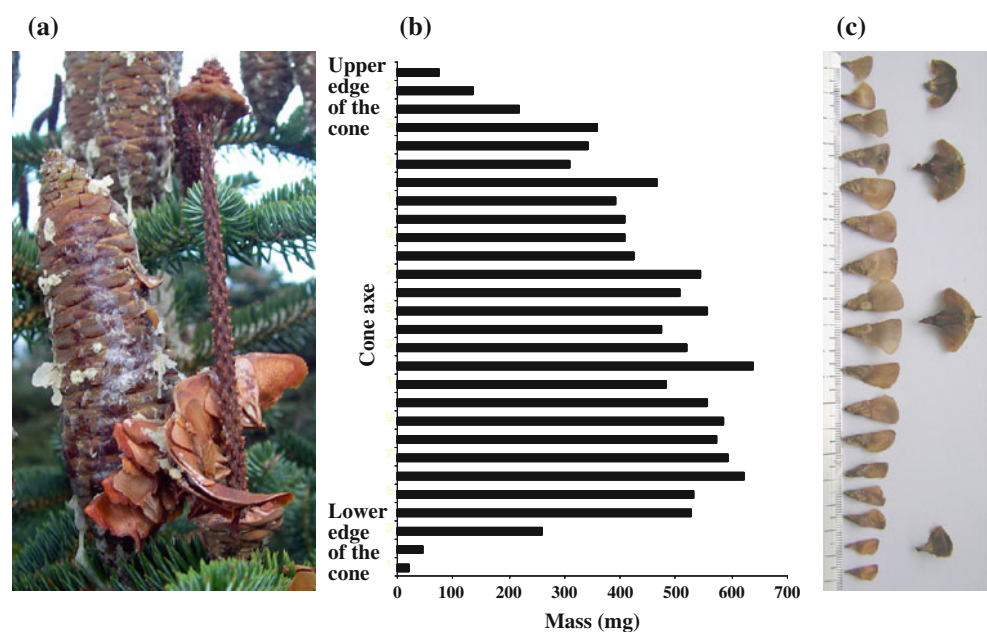 (a)
(b)
(c)
Upper
edge
of the
cone
Cone axe
Lower
edge
of the
cone
0 100 200 300 400 500 600 700
Mass (mg)